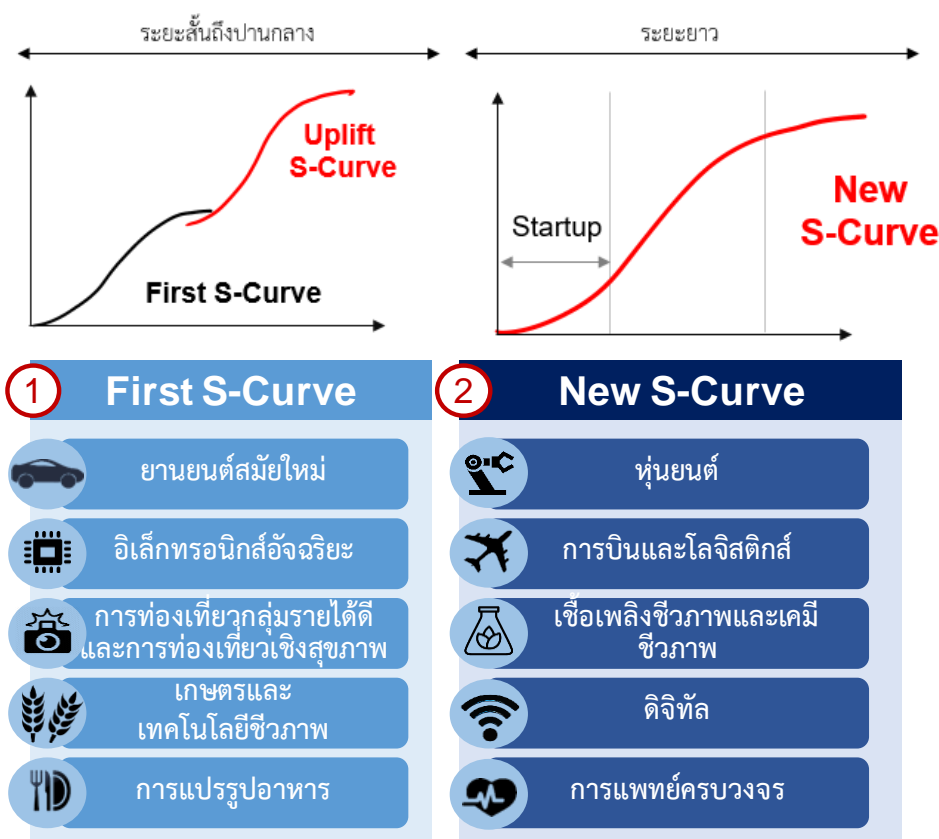 ระยะสั้นถึงปานกลาง
ระยะยาว
Uplift
S-Curve
First S-Curve
Startup
New
S-Curve
1
First S-Curve
ยานยนต์สมัยใหม่
อิเล็กทรอนิกส์อัจฉริยะ
การท่องเที่ยวกลุ่มรายได้ดี
และการท่องเที่ยวเชิงสุขภาพ
เกษตรและ
เทคโนโลยีชีวภาพ
การแปรรูปอาหาร
2
New S-Curve
หุ่นยนต์
การบินและโลจิสติกส์
เชื้อเพลิงชีวภาพและเคมี
ชีวภาพ
ดิจิทัล
การแพทย์ครบวงจร